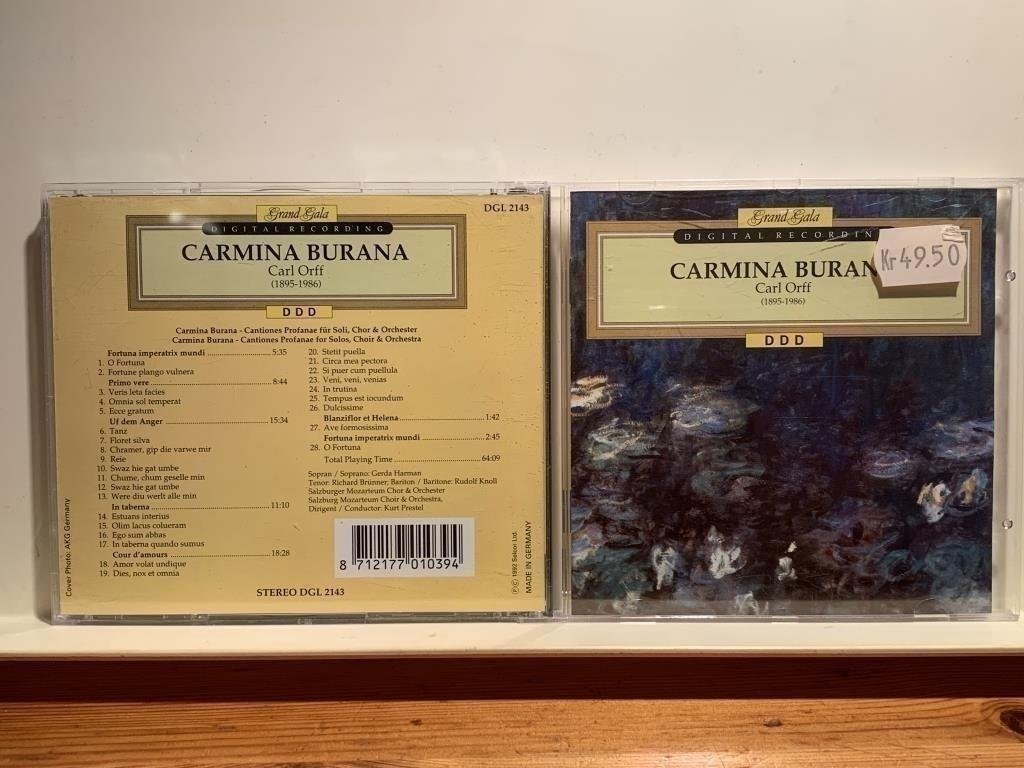 Grand Gala
DGL 2143
DIGITAL RECORDING
CARMINA BURANA
Carl Orff
(1895-1986)
DDD
Carmina Burana - Cantiones Profanae für Soli, Chor & Orchester
Carmina Burana - Cantiones Profanae for Solos, Choir & Orchestra
Fortuna imperatrix mundi 5:35
1. O Fortuna
2. Fortune plango vulnera
Primo vere 8:44
3. Veris leta facies
4. Omnia sol temperat
5. Ecce gratum
Uf dem Anger 15:34
6. Tanz
7. Floret silva
8. Chramer, gip die varwe mir
9. Reie
10. Swaz hie gat umbe
11. Chume, chum geselle min
12. Swaz hie gat umbe
13. Were diu werlt alle min
In taberna 11:10
14. Estuans interius
15. Olim lacus colueram
16. Ego sum abbas
17. In taberna quando sumus
Cour d'amours 18:28
18. Amor volat undique
19. Dies, nox et omnia
20. Stetit puella
21. Circa mea pectora
22. Si puer cum puellula
23. Veni, veni, venias
24. In trutina
25. Tempus est iocundum
26. Dulcissime
Blanziflor et Helena 1:42
27. Ave formosissima
Fortuna imperatrix mundi 2:45
28. O Fortuna
Total Playing Time 64:09
Sopran / Soprano: Gerda Harman
Tenor: Richard Brünner; Bariton / Baritone: Rudolf Knoll
Salzburger Mozarteum Chor & Orchester
Salzburg Mozarteum Choir & Orchestra,
Dirigent / Conductor: Kurt Prestel
8 712177 010394
STEREO DGL 2143
Cover Photo: AKG Germany
℗ © 1992 Selcor Ltd.
MADE IN GERMANY
Grand Gala
DIGITAL RECORDIN
CARMINA BURAN
Carl Orff
(1895-1986)
DDD
Kr 49.50